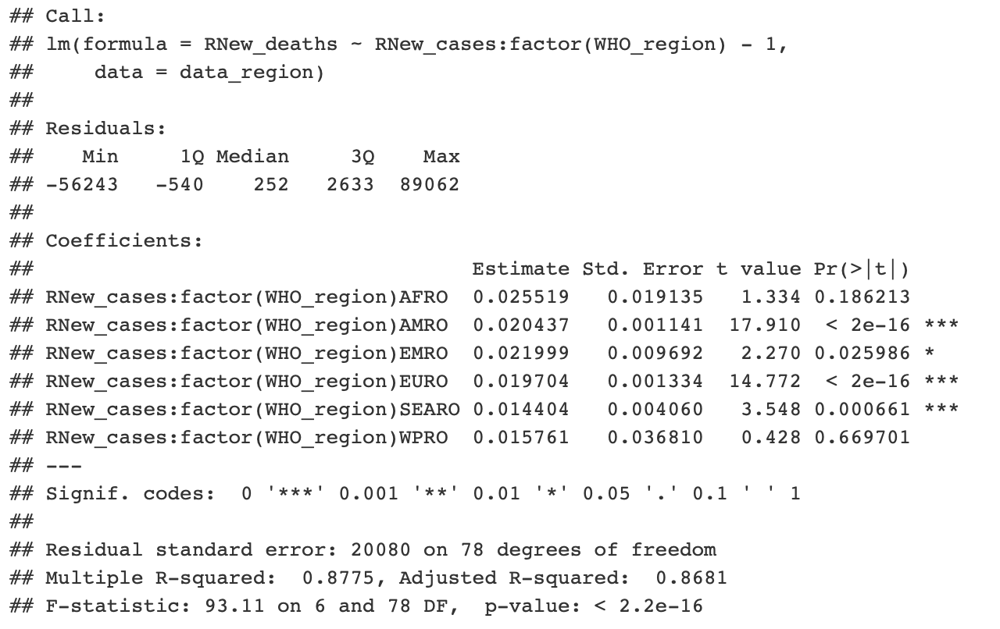 ## Call:
## lm(formula = RNew_deaths ~ RNew_cases:factor(WHO_region) - 1,
##     data = data_region)
##
## Residuals:
##    Min     1Q Median     3Q    Max
## -56243   -540    252   2633  89062
##
## Coefficients:
##                                    Estimate Std. Error t value Pr(>|t|)
## RNew_cases:factor(WHO_region)AFRO  0.025519   0.019135   1.334 0.186213
## RNew_cases:factor(WHO_region)AMRO  0.020437   0.001141  17.910  < 2e-16 ***
## RNew_cases:factor(WHO_region)EMRO  0.021999   0.009692   2.270 0.025986 *
## RNew_cases:factor(WHO_region)EURO  0.019704   0.001334  14.772  < 2e-16 ***
## RNew_cases:factor(WHO_region)SEARO 0.014404   0.004060   3.548 0.000661 ***
## RNew_cases:factor(WHO_region)WPRO  0.015761   0.036810   0.428 0.669701
## ---
## Signif. codes:  0 '***' 0.001 '**' 0.01 '*' 0.05 '.' 0.1 ' ' 1
##
## Residual standard error: 20080 on 78 degrees of freedom
## Multiple R-squared:  0.8775, Adjusted R-squared:  0.8681
## F-statistic: 93.11 on 6 and 78 DF,  p-value: < 2.2e-16